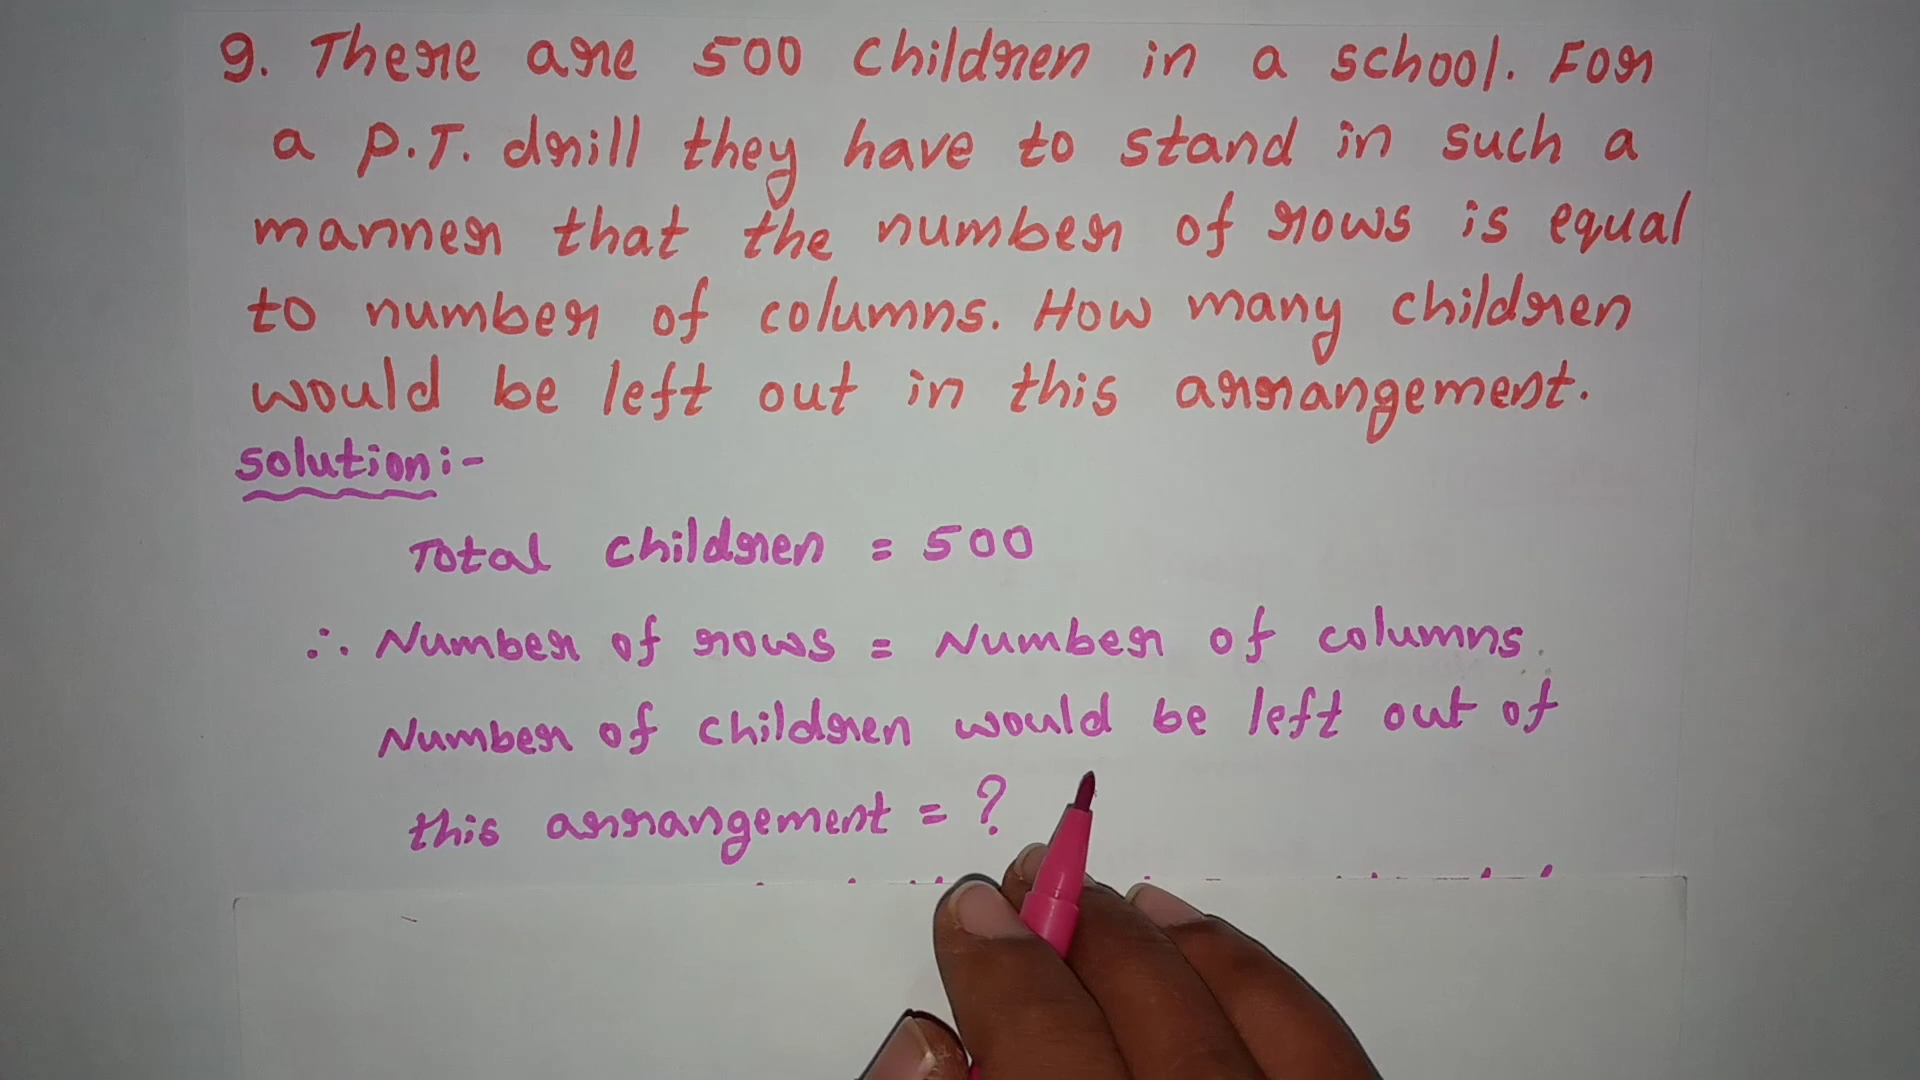 9. There are 500 children in a school. For
a P.T. drill they have to stand in such a
manner that the number of rows is equal
to number of columns. How many children
would be left out in this arrangement.
Solution:-
Total children = 500
∴ Number of rows = Number of columns.
Number of children would be left out of
this arrangement = ?